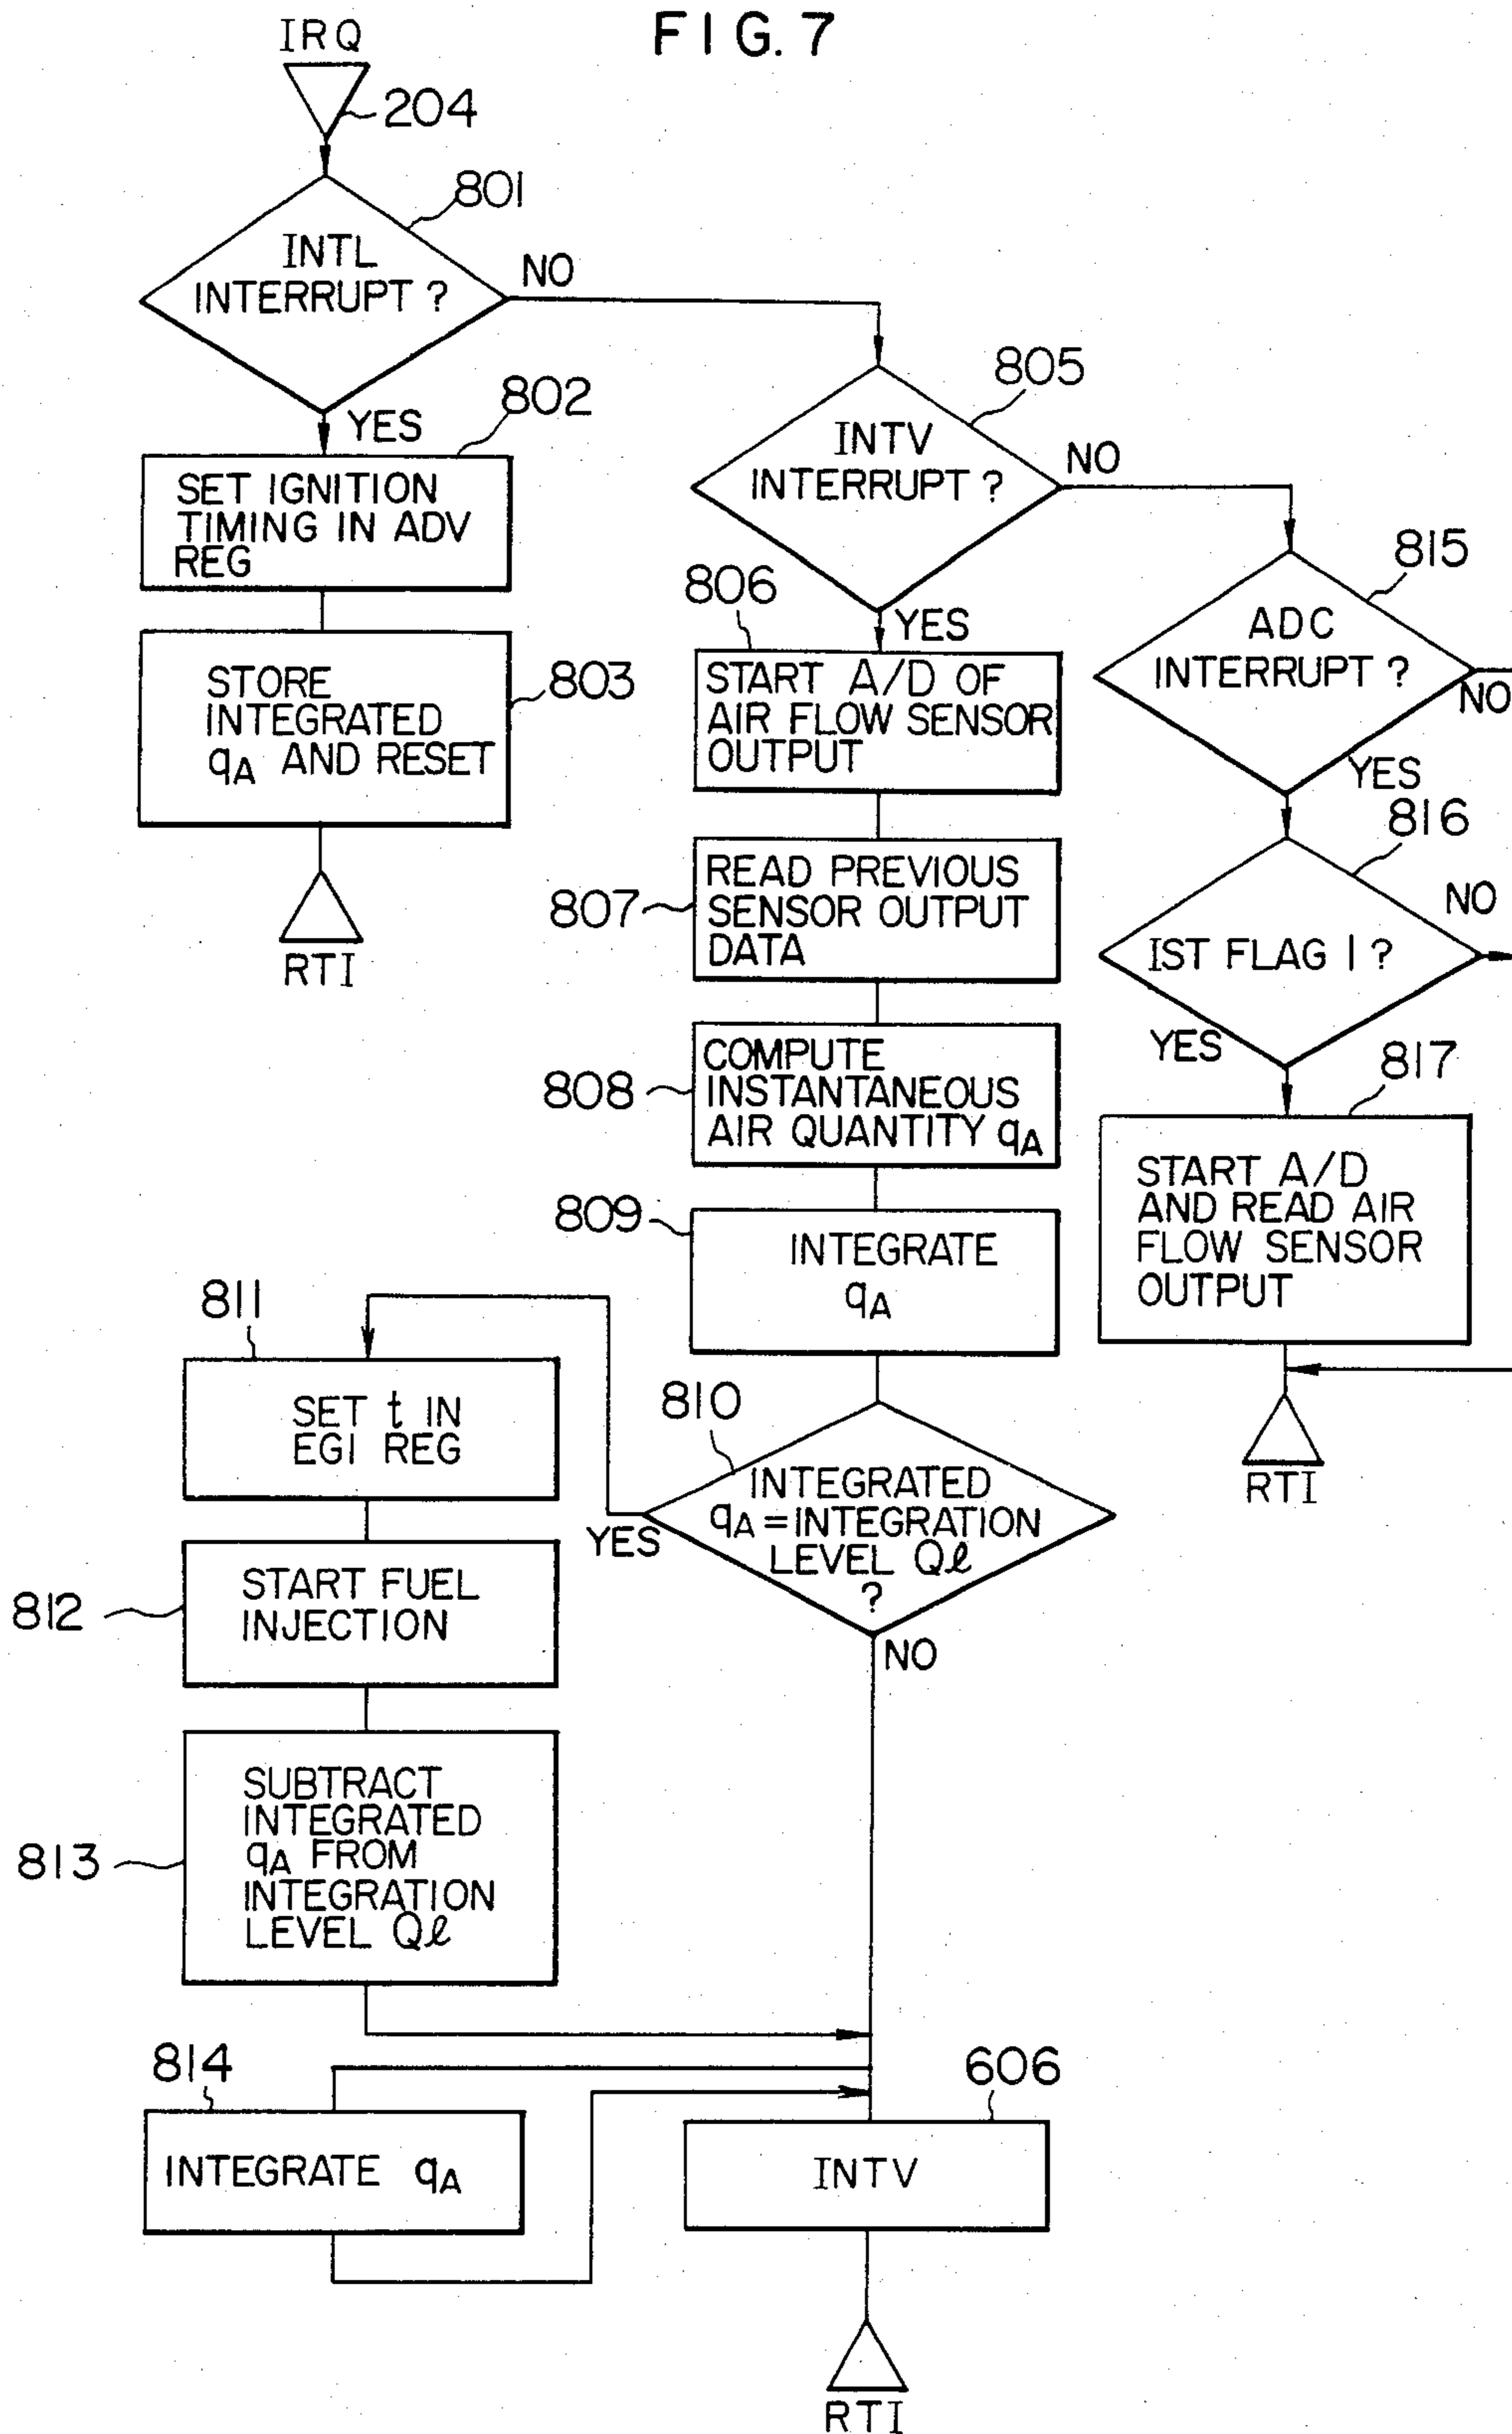 FIG. 7
IRQ
204
801
INTL
INTERRUPT ?
NO
YES
802
SET IGNITION
TIMING IN ADV
REG
803
STORE
INTEGRATED
qA AND RESET
RTI
805
INTV
INTERRUPT ?
NO
YES
806
START A/D OF
AIR FLOW SENSOR
OUTPUT
807
READ PREVIOUS
SENSOR OUTPUT
DATA
808
COMPUTE
INSTANTANEOUS
AIR QUANTITY qA
809
INTEGRATE
qA
810
INTEGRATED
qA = INTEGRATION
LEVEL Qℓ
?
YES
NO
811
SET t IN
EGI REG
812
START FUEL
INJECTION
813
SUBTRACT
INTEGRATED
qA FROM
INTEGRATION
LEVEL Qℓ
814
INTEGRATE qA
606
INTV
RTI
815
ADC
INTERRUPT ?
NO
YES
816
IST FLAG I ?
NO
YES
817
START A/D
AND READ AIR
FLOW SENSOR
OUTPUT
RTI